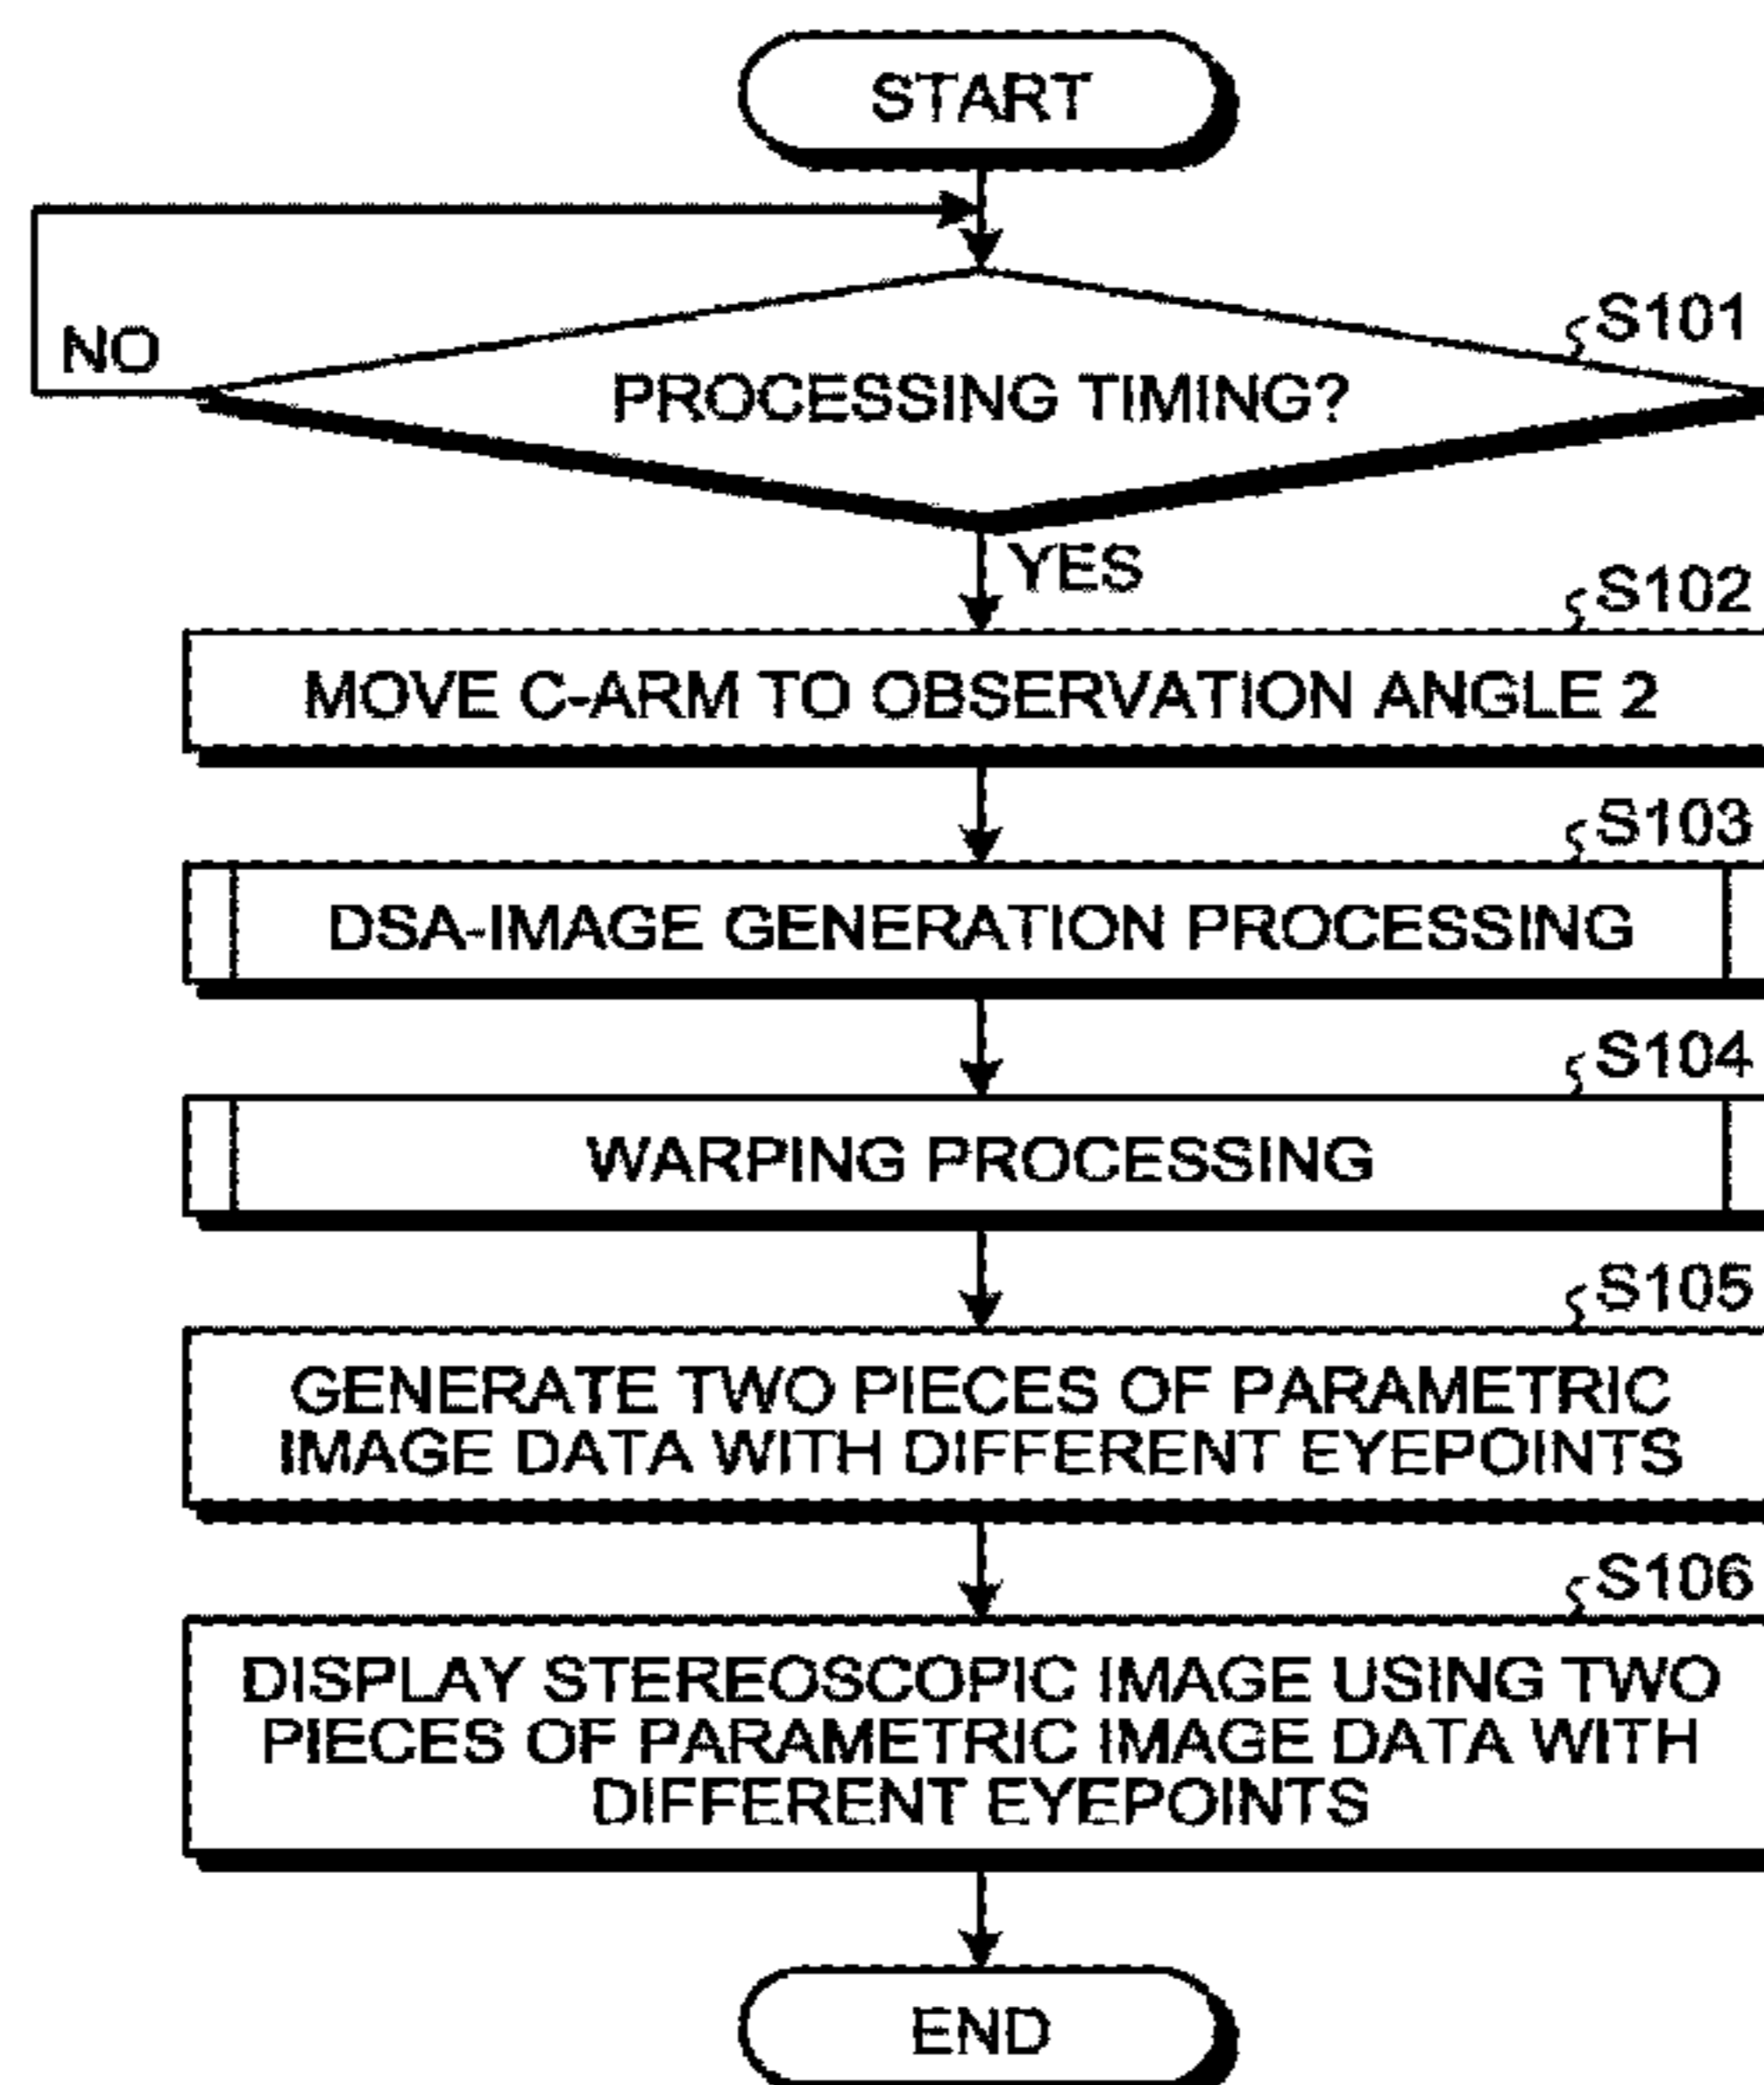 START
NO
S101
PROCESSING TIMING?
YES
S102
MOVE C-ARM TO OBSERVATION ANGLE 2
S103
DSA-IMAGE GENERATION PROCESSING
S104
WARPING PROCESSING
S105
GENERATE TWO PIECES OF PARAMETRIC
IMAGE DATA WITH DIFFERENT EYEPOINTS
S106
DISPLAY STEREOSCOPIC IMAGE USING TWO
PIECES OF PARAMETRIC IMAGE DATA WITH
DIFFERENT EYEPOINTS
END